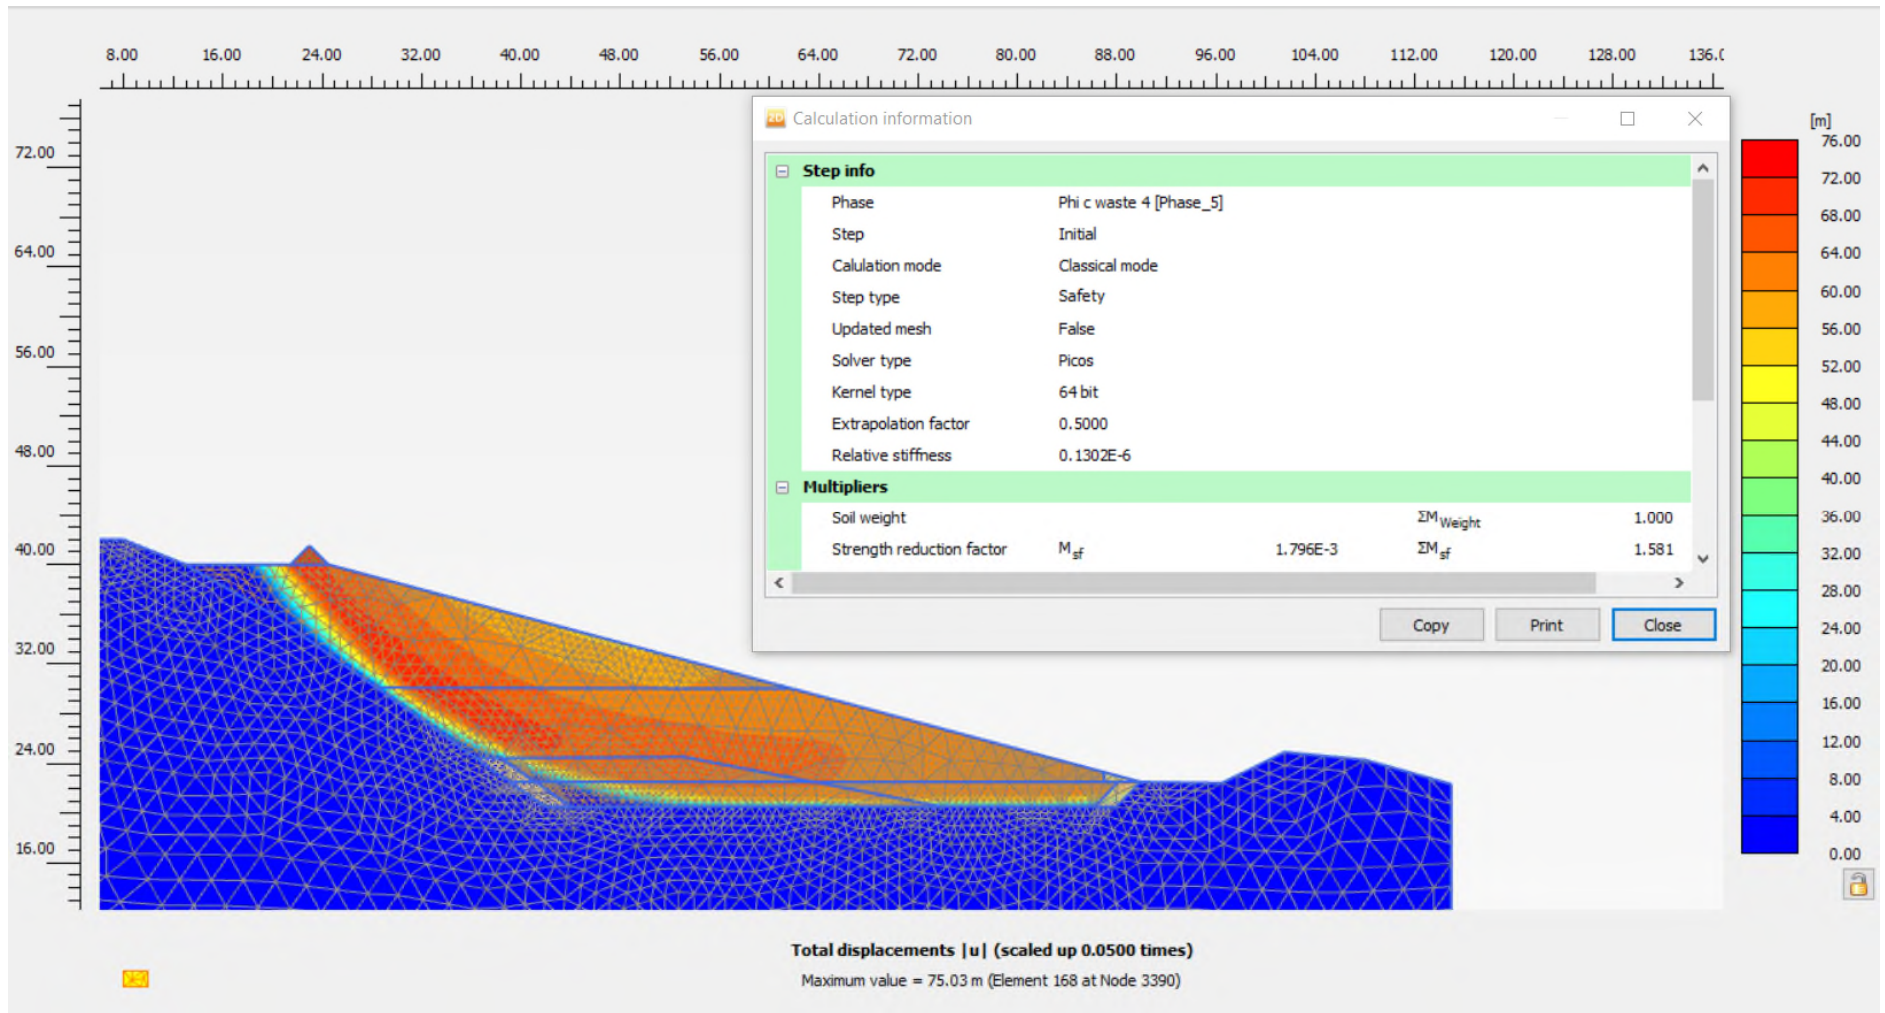 8.00 16.00 24.00 32.00 40.00 48.00 56.00 64.00 72.00 80.00 88.00 96.00 104.00 112.00 120.00 128.00 136.0
72.00
64.00
56.00
48.00
40.00
32.00
24.00
16.00
2D Calculation information
Step info
Phase Phi c waste 4 [Phase_5]
Step Initial
Calulation mode Classical mode
Step type Safety
Updated mesh False
Solver type Picos
Kernel type 64 bit
Extrapolation factor 0.5000
Relative stiffness 0.1302E-6
Multipliers
Soil weight ΣM Weight 1.000
Strength reduction factor M sf 1.796E-3 ΣM sf 1.581
Copy Print Close
[m]
76.00
72.00
68.00
64.00
60.00
56.00
52.00
48.00
44.00
40.00
36.00
32.00
28.00
24.00
20.00
16.00
12.00
8.00
4.00
0.00
Total displacements |u| (scaled up 0.0500 times)
Maximum value = 75.03 m (Element 168 at Node 3390)